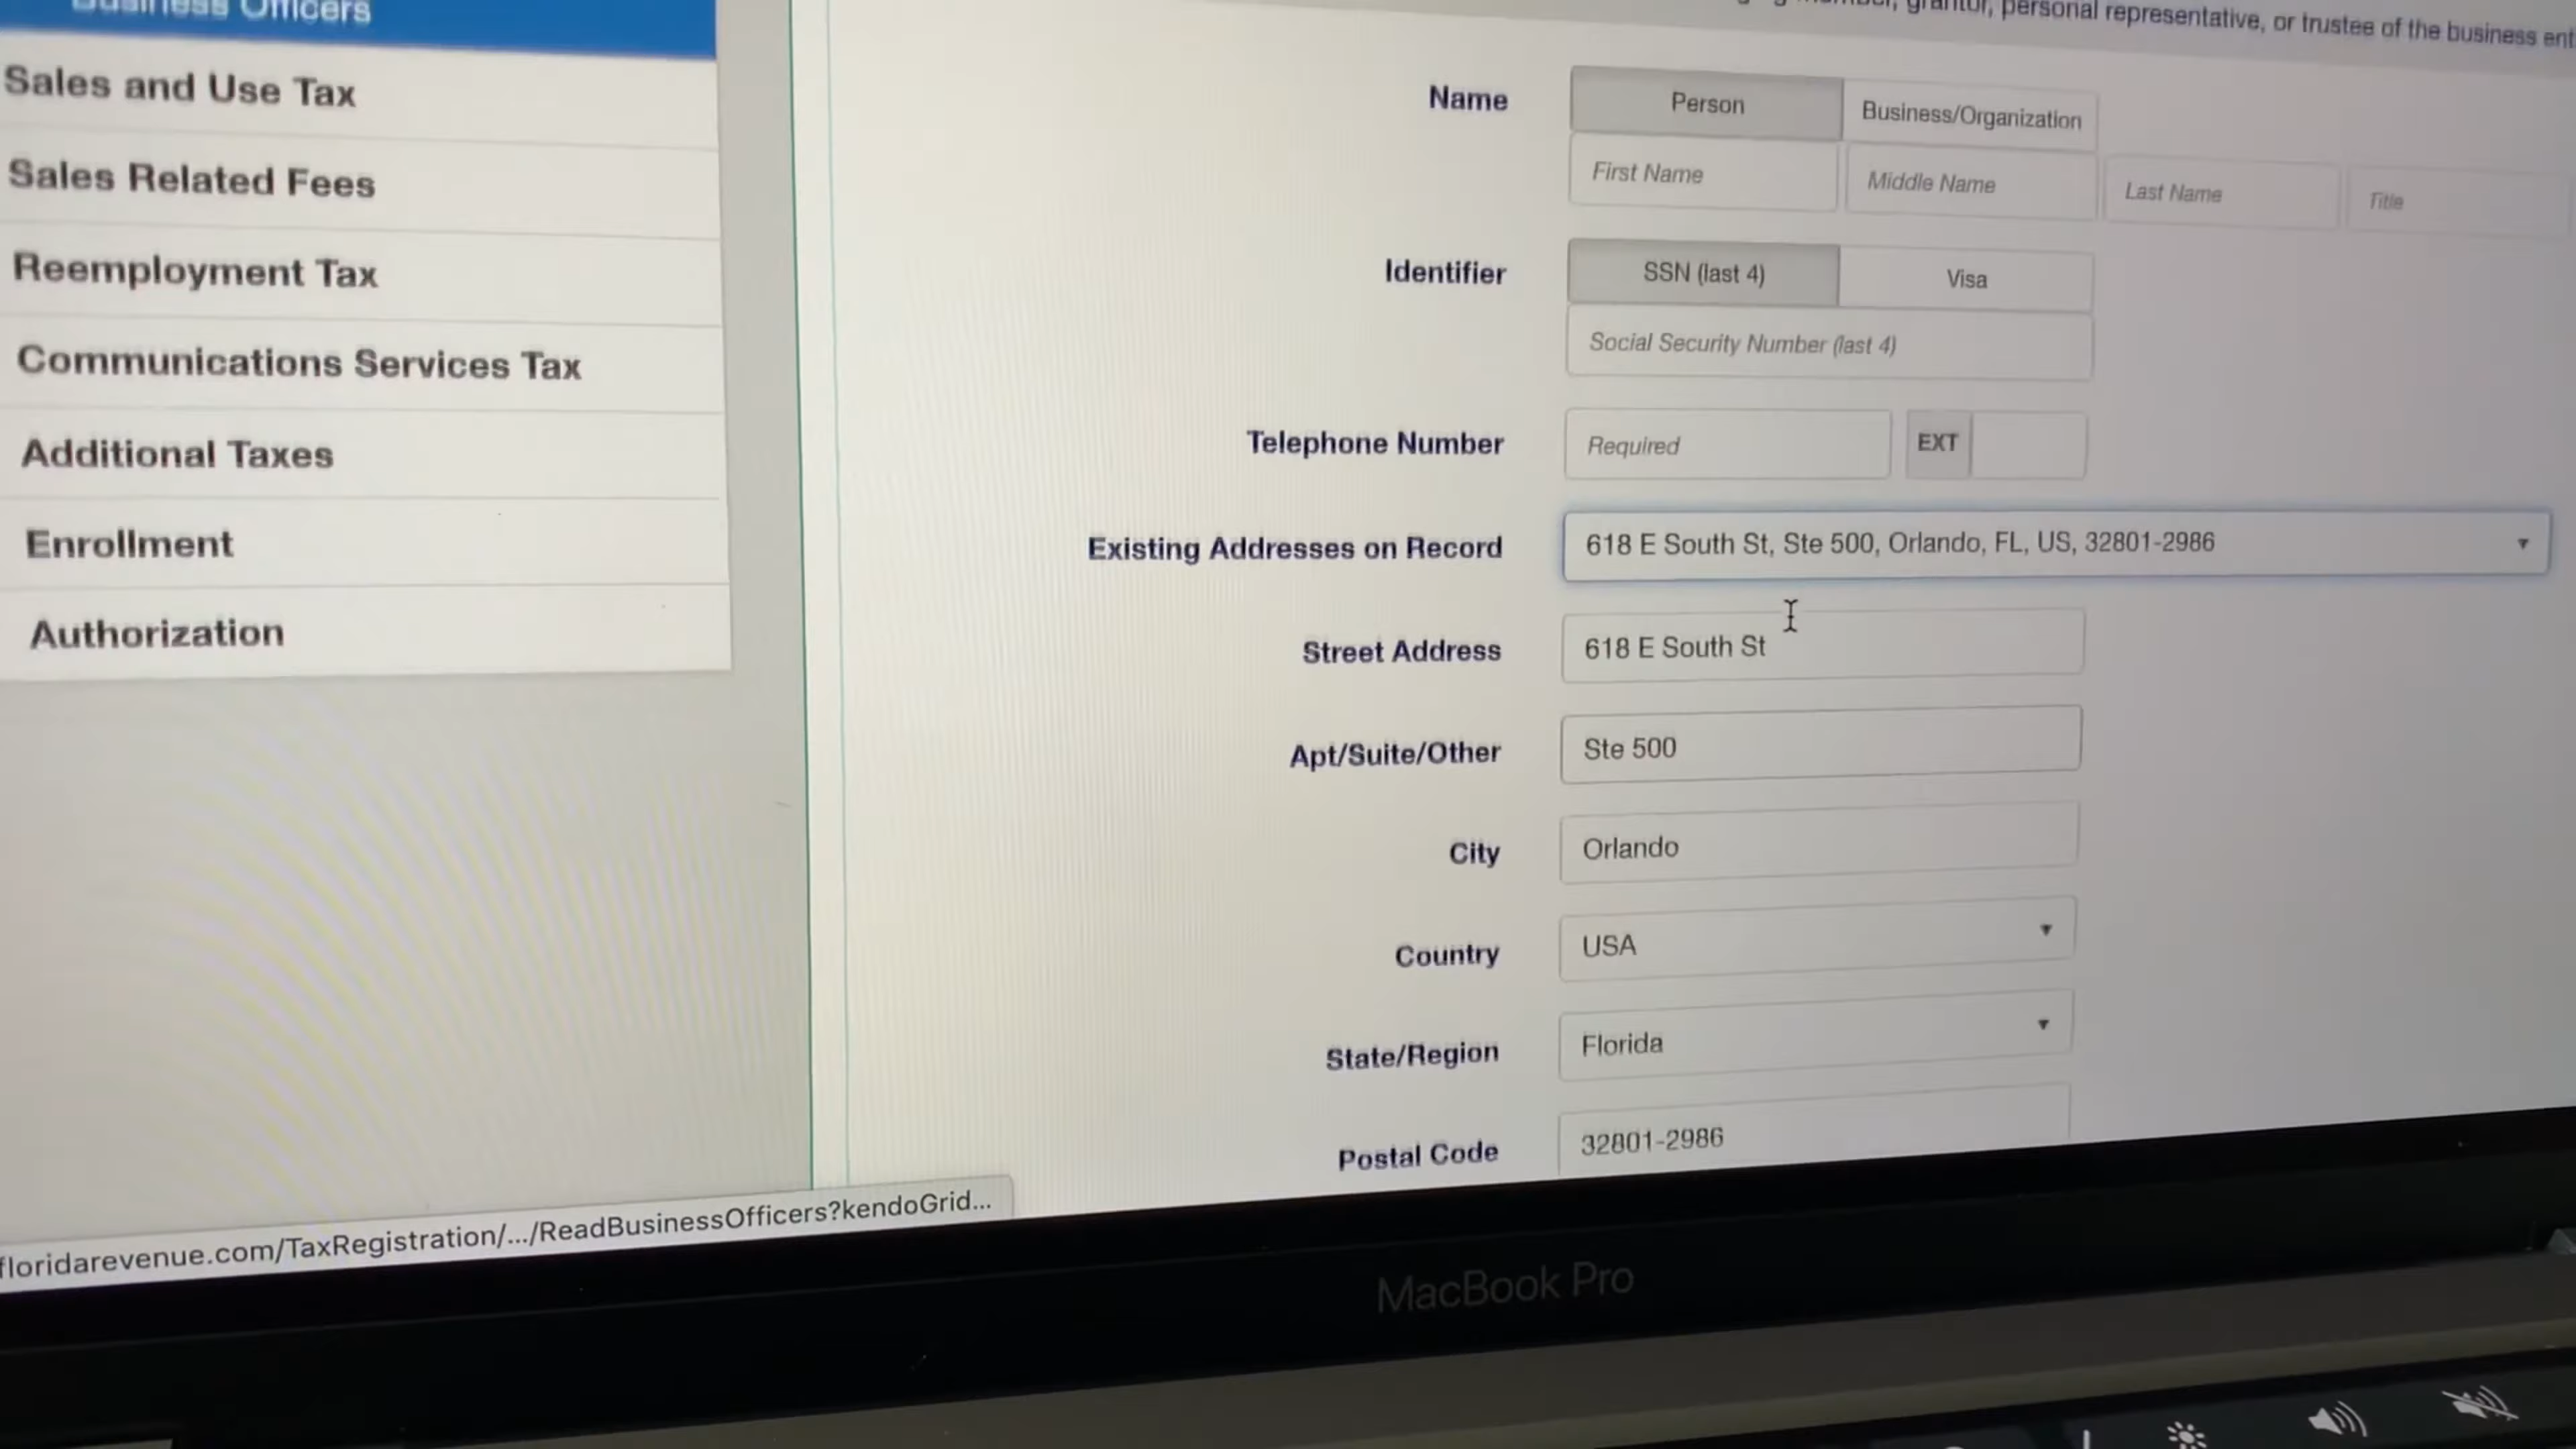 Business Officers
Sales and Use Tax
Sales Related Fees
Reemployment Tax
Communications Services Tax
Additional Taxes
Enrollment
Authorization
grantor, personal representative, or trustee of the business
Name
Person
Business/Organization
First Name
Middle Name
Last Name
Title
Identifier
SSN (last 4)
Visa
Social Security Number (last 4)
Telephone Number
Required
EXT
Existing Addresses on Record
618 E South St, Ste 500, Orlando, FL, US, 32801-2986
Street Address
618 E South St
Apt/Suite/Other
Ste 500
City
Orlando
Country
USA
State/Region
Florida
Postal Code
32801-2986
floridarevenue.com/TaxRegistration/.../ReadBusinessOfficers?kendoGrid...
MacBook Pro